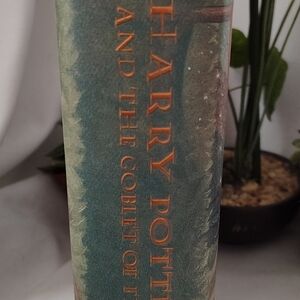 HARRY POTT
AND THE GOBLET OF F